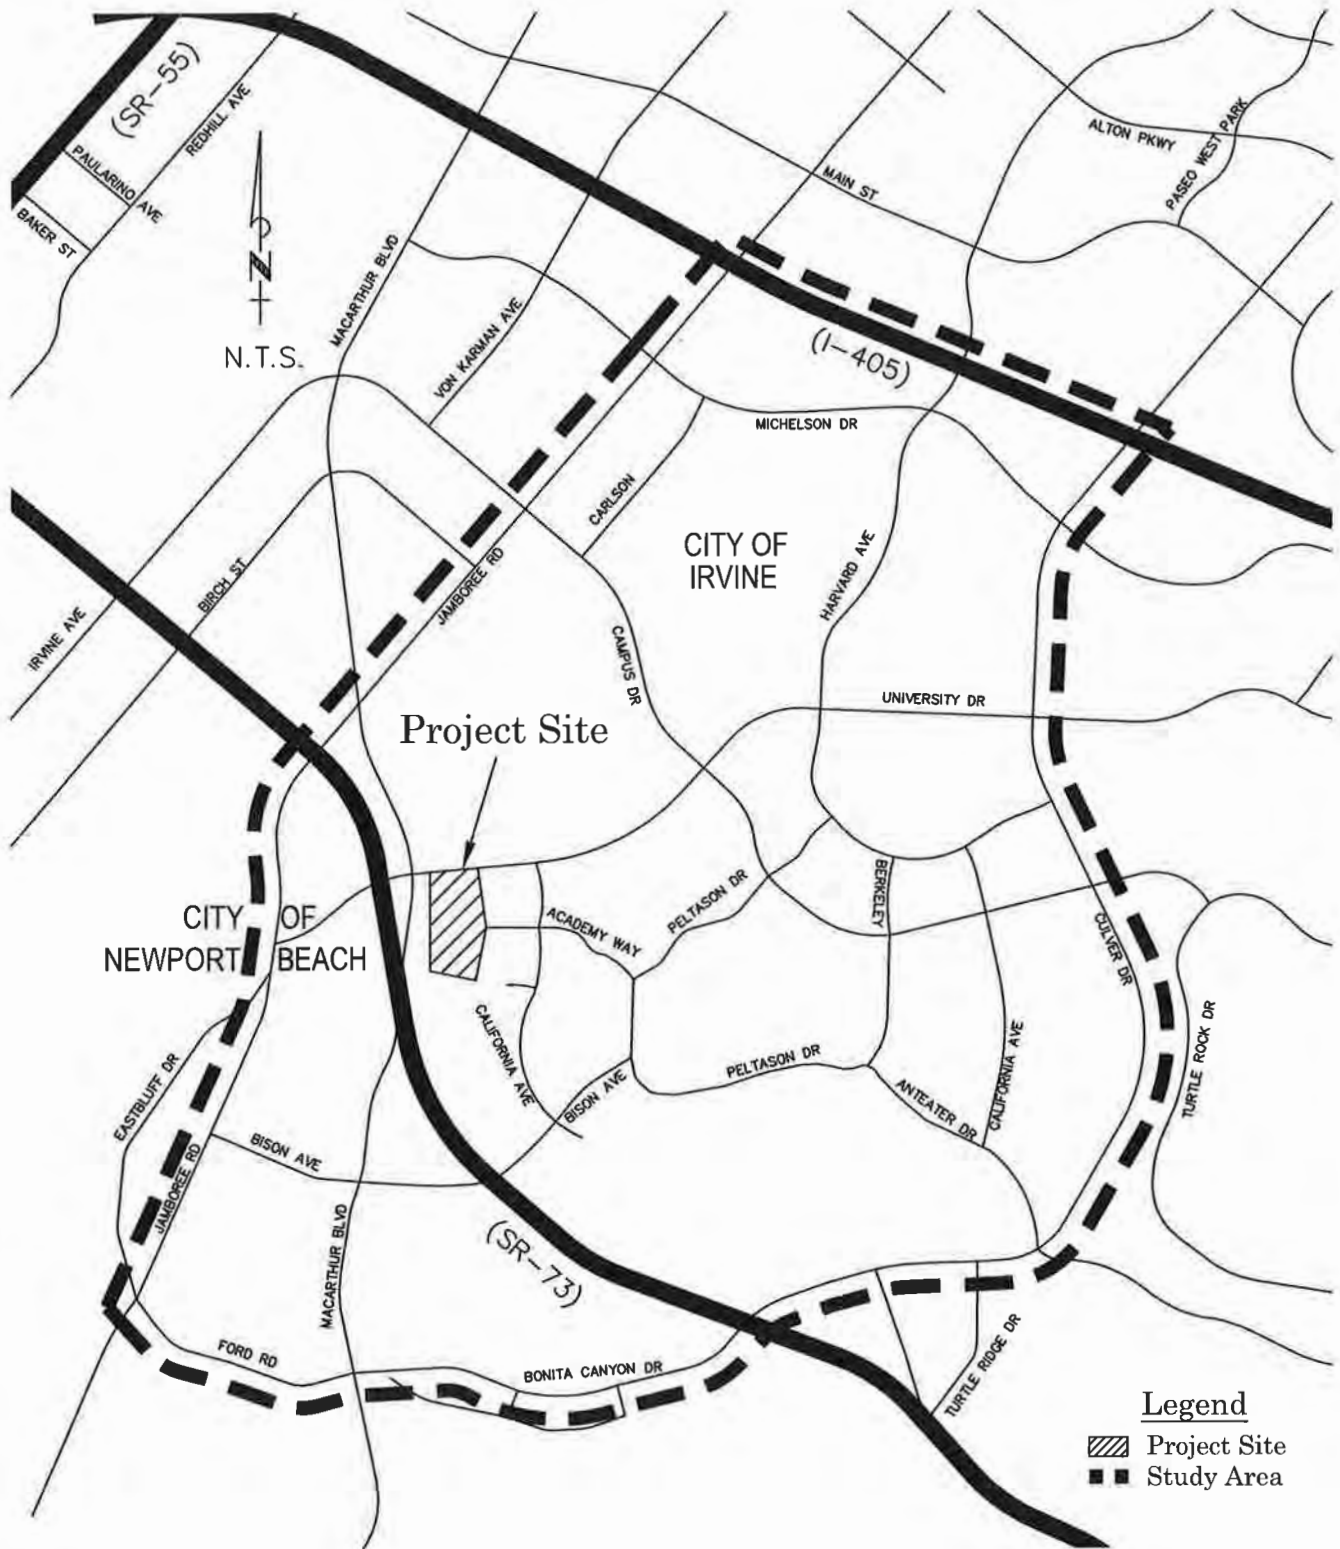 (SR-55)
REDHILL AVE
PAULARINO AVE
BAKER ST
N
N.T.S.
ALTON PKWY
PASEO WEST PARK
MAIN ST
MACARTHUR BLVD
VON KARMAN AVE
(I-405)
MICHELSON DR
CARLSON
CITY OF
IRVINE
HARVARD AVE
JAMBOREE RD
BIRCH ST
IRVINE AVE
CAMPUS DR
UNIVERSITY DR
Project Site
BERKELEY
PELTASON DR
ACADEMY WAY
CITY OF
NEWPORT BEACH
CULVER DR
CALIFORNIA AVE
CALIFORNIA AVE
TURTLE ROCK DR
PELTASON DR
EASTBLUFF DR
BISON AVE
ANTEATER DR
BISON AVE
JAMBOREE RD
MACARTHUR BLVD
(SR-73)
FORD RD
BONITA CANYON DR
TURTLE RIDGE DR
Legend
Project Site
Study Area